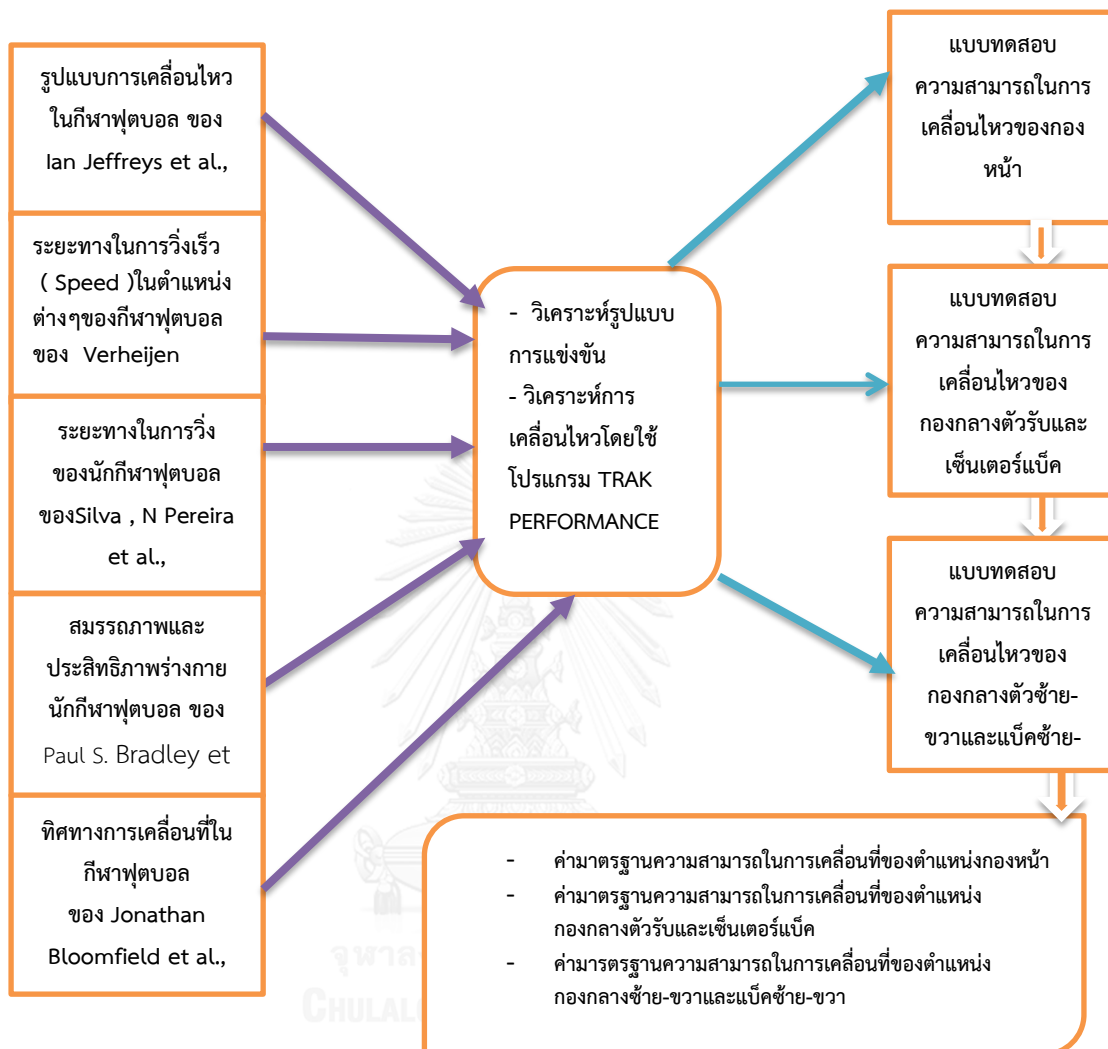 รูปแบบการเคลื่อนไหว
ในกีฬาฟุตบอล ของ
Ian Jeffreys et al.,
ระยะทางในการวิ่งเร็ว
( Speed )ในตำแหน่ง
ต่างๆของกีฬาฟุตบอล
ของ Verheijen
ระยะทางในการวิ่ง
ของนักกีฬาฟุตบอล
ของSilva , N Pereira
et al.,
สมรรถภาพและ
ประสิทธิภาพร่างกาย
นักกีฬาฟุตบอล ของ
Paul S. Bradley et
ทิศทางการเคลื่อนที่ใน
กีฬาฟุตบอล
ของ Jonathan
Bloomfield et al.,
- วิเคราะห์รูปแบบ
การแข่งขัน
- วิเคราะห์การ
เคลื่อนไหวโดยใช้
โปรแกรม TRAK
PERFORMANCE
แบบทดสอบ
ความสามารถในการ
เคลื่อนไหวของกอง
หน้า
แบบทดสอบ
ความสามารถในการ
เคลื่อนไหวของ
กองกลางตัวรับและ
เซ็นเตอร์แบ็ค
แบบทดสอบ
ความสามารถในการ
เคลื่อนไหวของ
กองกลางตัวซ้าย-
ขวาและแบ็คซ้าย-
- ค่ามาตรฐานความสามารถในการเคลื่อนที่ของตำแหน่งกองหน้า
- ค่ามาตรฐานความสามารถในการเคลื่อนที่ของตำแหน่ง
กองกลางตัวรับและเซ็นเตอร์แบ็ค
- ค่ามารตรฐานความสามารถในการเคลื่อนที่ของตำแหน่ง
กองกลางซ้าย-ขวาและแบ็คซ้าย-ขวา
จุฬาล
CHULAL